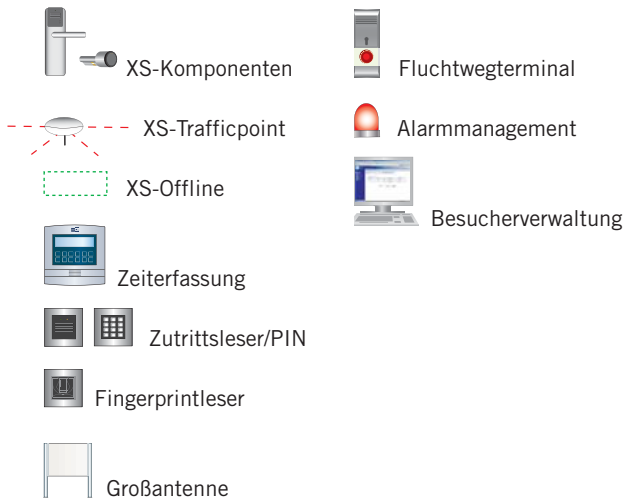 XS-Komponenten
XS-Trafficpoint
XS-Offline
Zeiterfassung
Zutrittsleser/PIN
Fingerprintleser
Großantenne
Fluchtwegterminal
Alarmmanagement
Besucherverwaltung